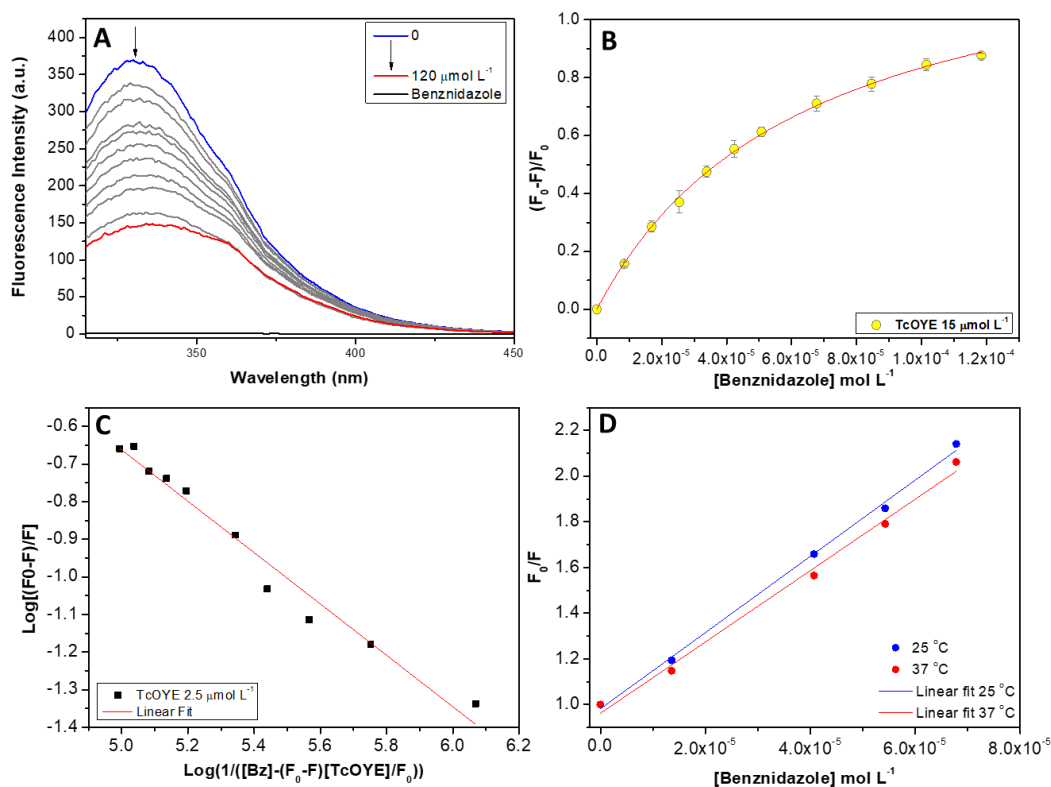 A
0
120 μmol L⁻¹
Benznidazole
Fluorescence Intensity (a.u.)
400
350
300
250
200
150
100
50
0
350
400
450
Wavelength (nm)
B
(F₀-F)/F₀
1.0
0.8
0.6
0.4
0.2
0.0
TcOYE 15 μmol L⁻¹
0.0
2.0x10⁻⁵
4.0x10⁻⁵
6.0x10⁻⁵
8.0x10⁻⁵
1.0x10⁻⁴
1.2x10⁻⁴
[Benznidazole] mol L⁻¹
C
Log[(F0-F)/F]
-0.6
-0.7
-0.8
-0.9
-1.0
-1.1
-1.2
-1.3
-1.4
TcOYE 2.5 μmol L⁻¹
Linear Fit
5.0
5.2
5.4
5.6
5.8
6.0
6.2
Log(1/([Bz]-(F₀-F)[TcOYE]/F₀))
D
F₀/F
2.2
2.0
1.8
1.6
1.4
1.2
1.0
25 °C
37 °C
Linear fit 25 °C
Linear fit 37 °C
0.0
2.0x10⁻⁵
4.0x10⁻⁵
6.0x10⁻⁵
8.0x10⁻⁵
[Benznidazole] mol L⁻¹